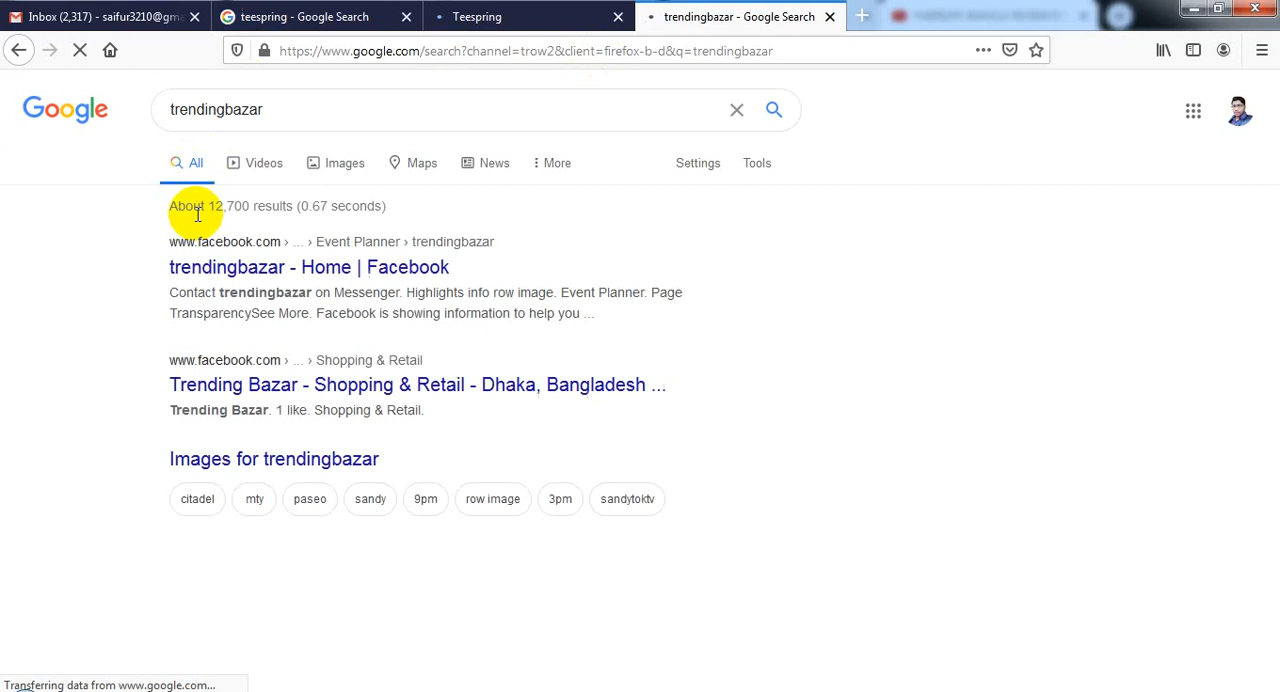 Inbox (2,317) - saifur3210@gma
teespring - Google Search
Teespring
trendingbazar - Google Search
https://www.google.com/search?channel=trow2&client=firefox-b-d&q=trendingbazar
Google
trendingbazar
All
Videos
Images
Maps
News
More
Settings
Tools
About 12,700 results (0.67 seconds)
www.facebook.com › ... › Event Planner › trendingbazar
trendingbazar - Home | Facebook
Contact trendingbazar on Messenger. Highlights info row image. Event Planner. Page
TransparencySee More. Facebook is showing information to help you ...
www.facebook.com › ... › Shopping & Retail
Trending Bazar - Shopping & Retail - Dhaka, Bangladesh ...
Trending Bazar. 1 like. Shopping & Retail.
Images for trendingbazar
citadel
mty
paseo
sandy
9pm
row image
3pm
sandytoktv
Transferring data from www.google.com...